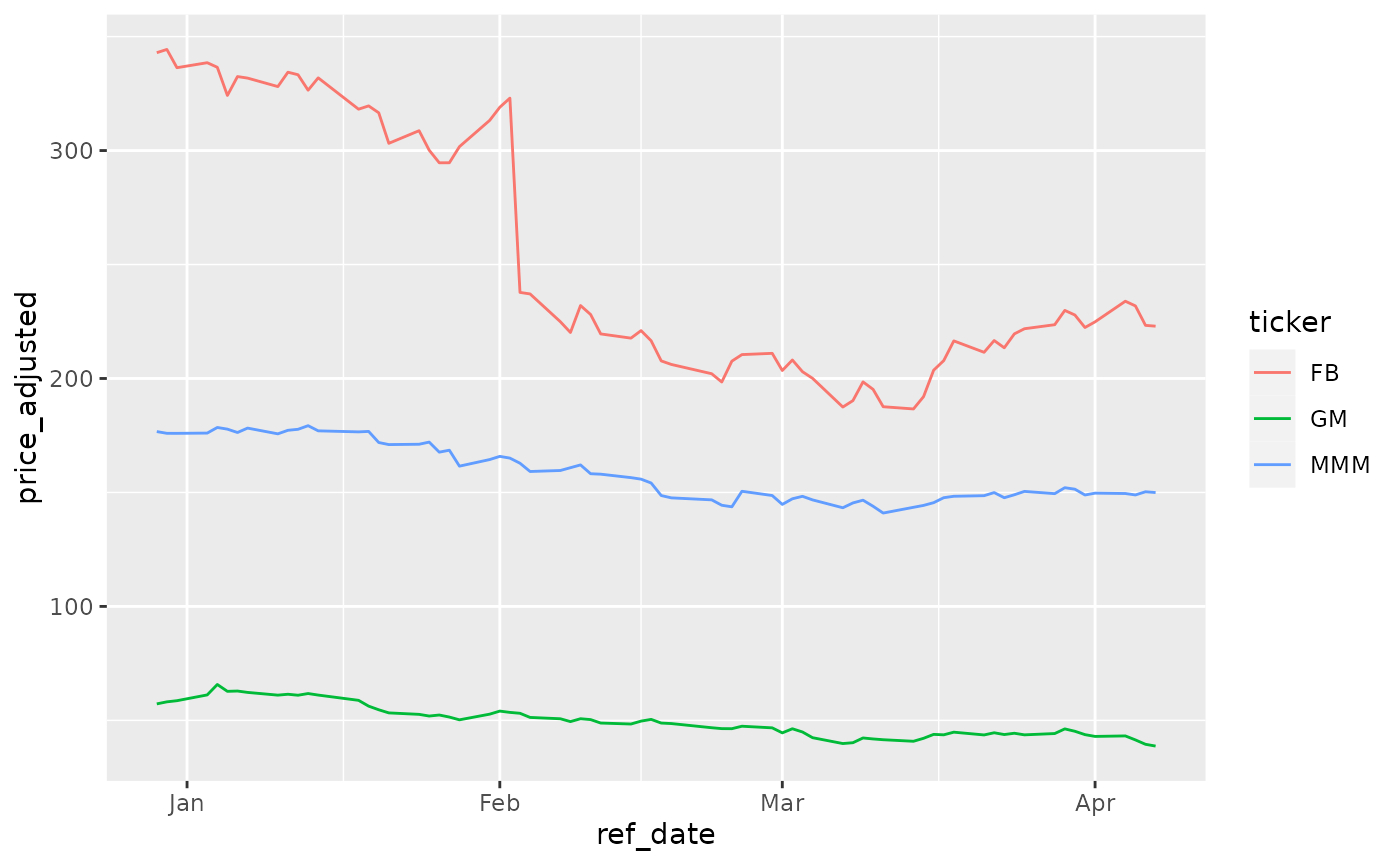 price_adjusted
300
200
100
Jan
Feb
Mar
Apr
ref_date
ticker
FB
GM
MMM